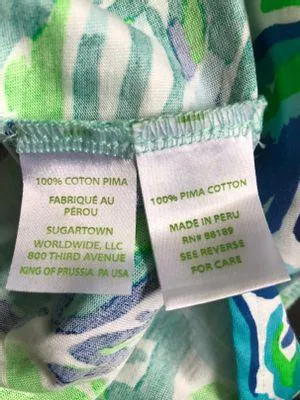 100% COTON PIMA
FABRIQUÉ AU
PÉROU
SUGARTOWN
WORLDWIDE, LLC
800 THIRD AVENUE
KING OF PRUSSIA, PA USA
100% PIMA COTTON
MADE IN PERU
RN# 88189
SEE REVERSE
FOR CARE